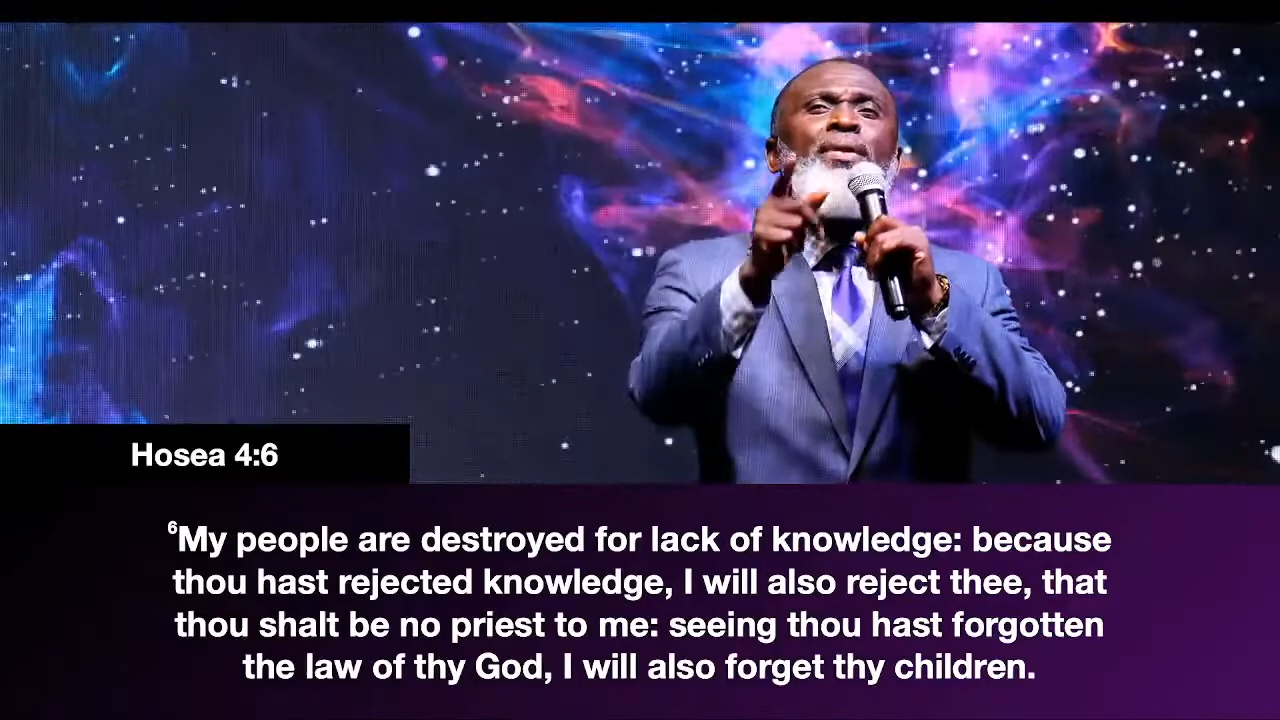 Hosea 4:6
⁶My people are destroyed for lack of knowledge: because
thou hast rejected knowledge, I will also reject thee, that
thou shalt be no priest to me: seeing thou hast forgotten
the law of thy God, I will also forget thy children.